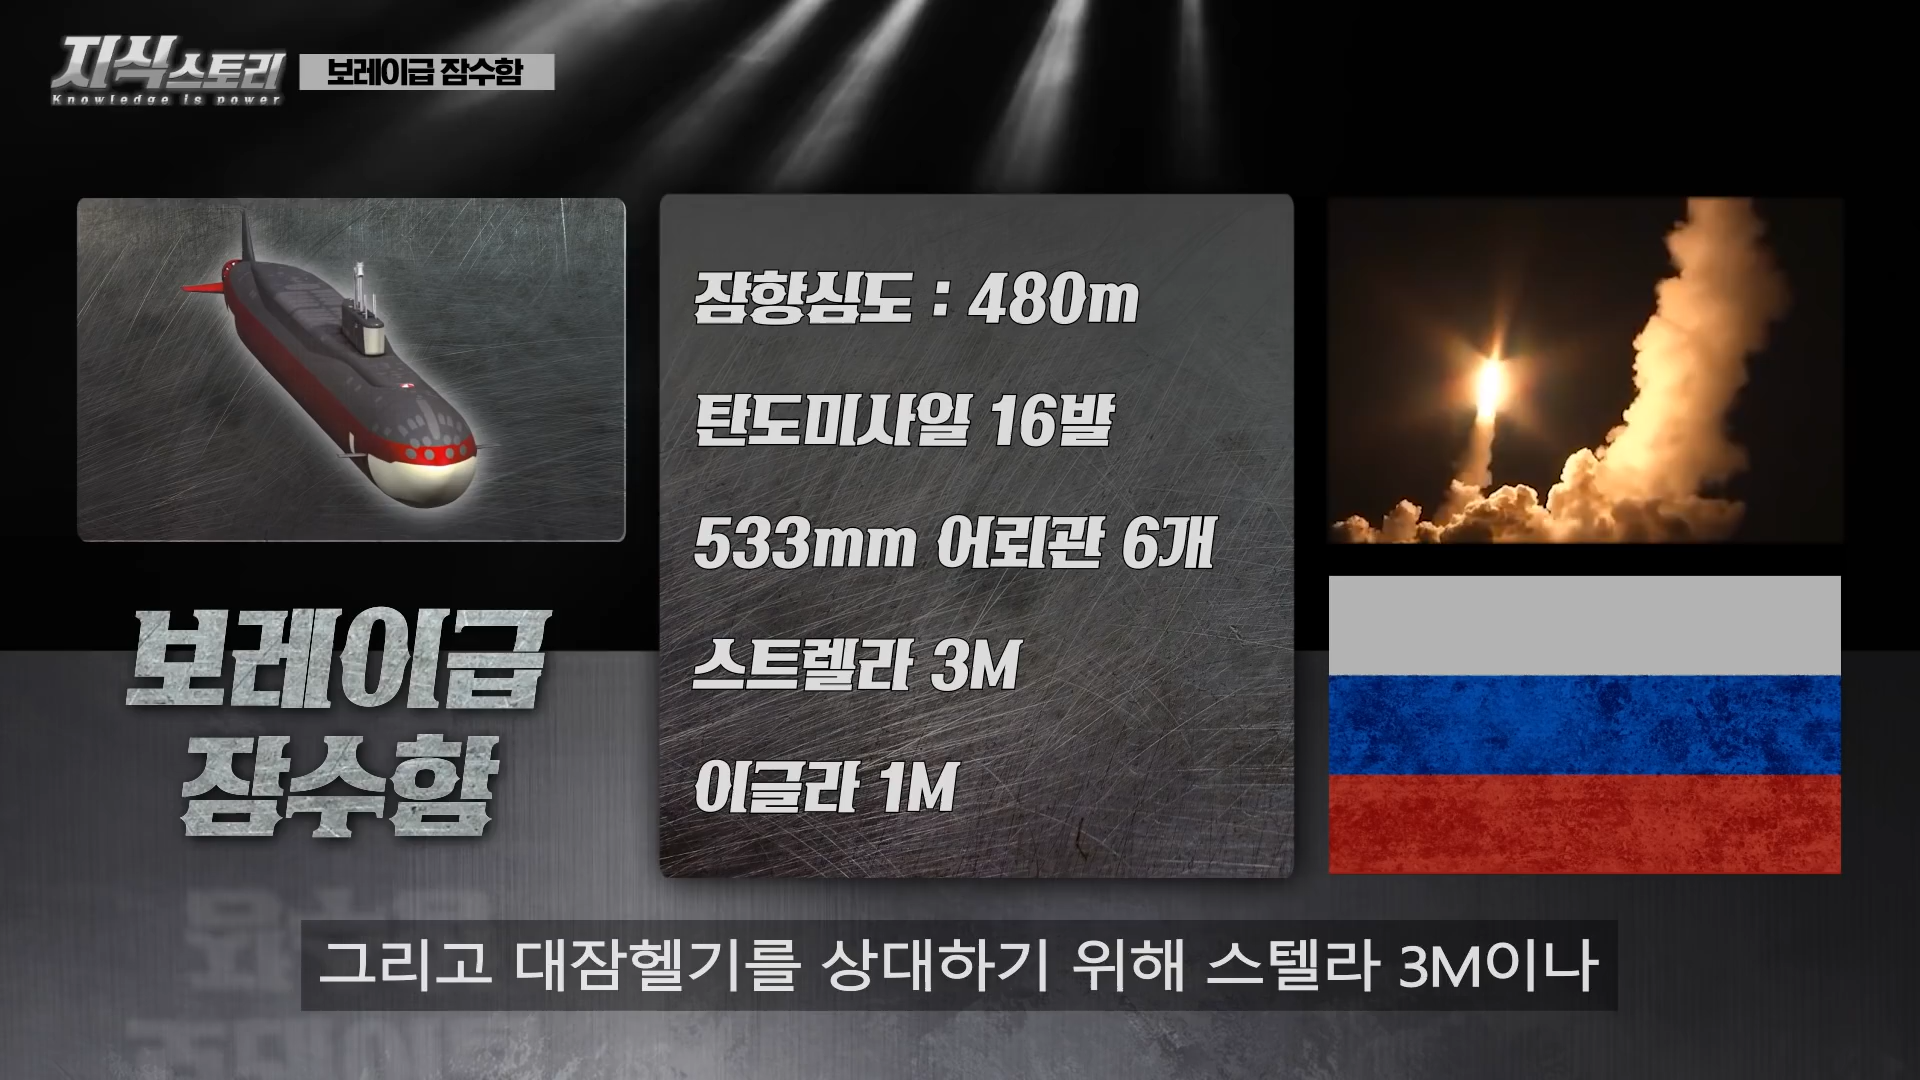 지식스토리
Knowledge is power
보레이급 잠수함
잠항심도 : 480m
탄도미사일 16발
533mm 어뢰관 6개
스트렐라 3M
이글라 1M
보레이급
잠수함
그리고 대잠헬기를 상대하기 위해 스텔라 3M이나